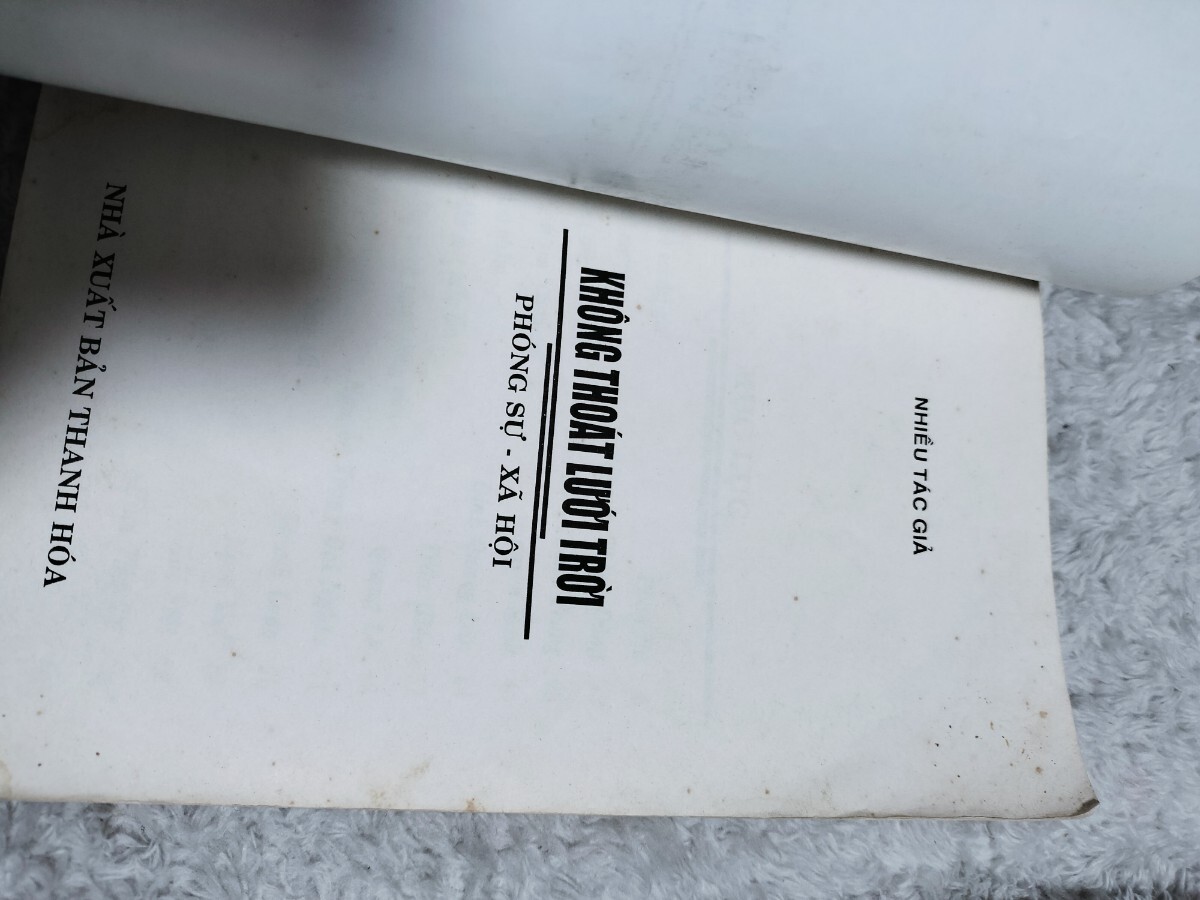 NHIỀU TÁC GIẢ
KHÔNG THOÁT LƯỚI TRỜI
PHÓNG SỰ - XÃ HỘI
NHÀ XUẤT BẢN THANH HÓA